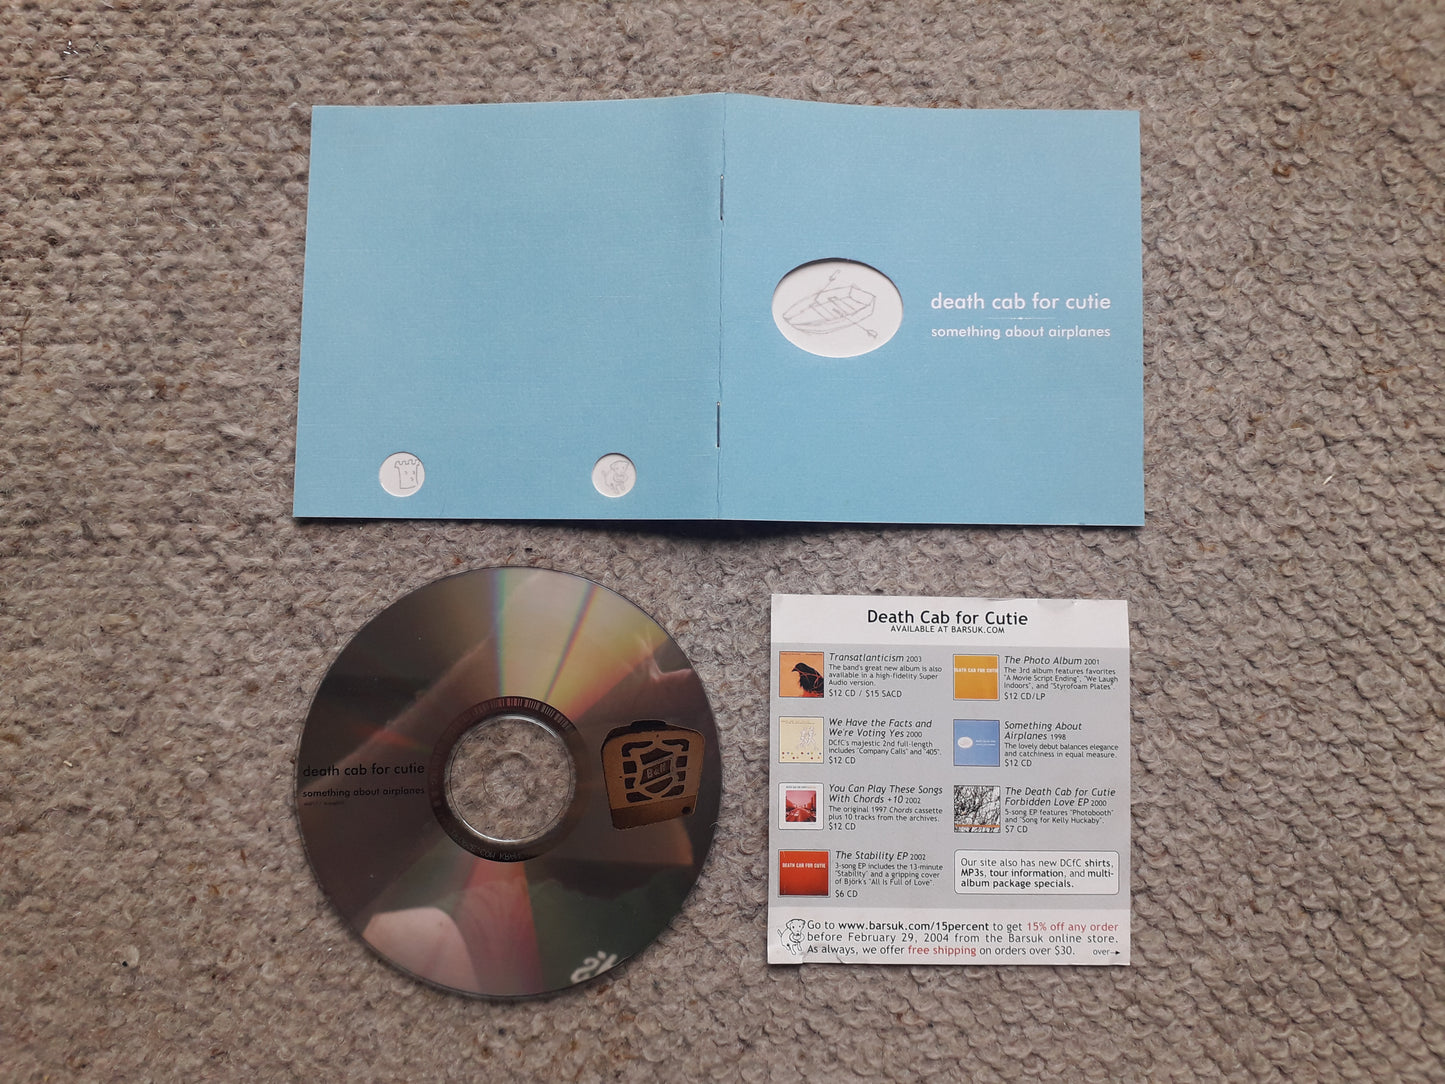 death cab for cutie
something about airplanes
death cab for cutie
something about airplanes
Death Cab for Cutie
AVAILABLE AT BARSUK.COM
Transatlanticism 2003
The band's great new album is also
available in a high-fidelity Super
Audio version.
$12 CD / $15 SACD
DEATH CAB FOR CUTIE
The Photo Album 2001
The 3rd album features favorites
"A Movie Script Ending", "We Laugh
Indoors", and "Styrofoam Plates".
$12 CD/LP
We Have the Facts and
We're Voting Yes 2000
DCfC's majestic 2nd full-length
includes "Company Calls" and "405".
$12 CD
Something About
Airplanes 1998
The lovely debut balances elegance
and catchiness in equal measure.
$12 CD
You Can Play These Songs
With Chords +10 2002
The original 1997 Chords cassette
plus 10 tracks from the archives.
$12 CD
The Death Cab for Cutie
Forbidden Love EP 2000
5-song EP features "Photobooth"
and "Song for Kelly Huckaby".
$7 CD
DEATH CAB FOR CUTIE
The Stability EP 2002
3-song EP includes the 13-minute
"Stability" and a gripping cover
of Björk's "All Is Full of Love".
$6 CD
Our site also has new DCfC shirts,
MP3s, tour information, and multi-
album package specials.
Go to www.barsuk.com/15percent to get 15% off any order
before February 29, 2004 from the Barsuk online store.
As always, we offer free shipping on orders over $30. over→